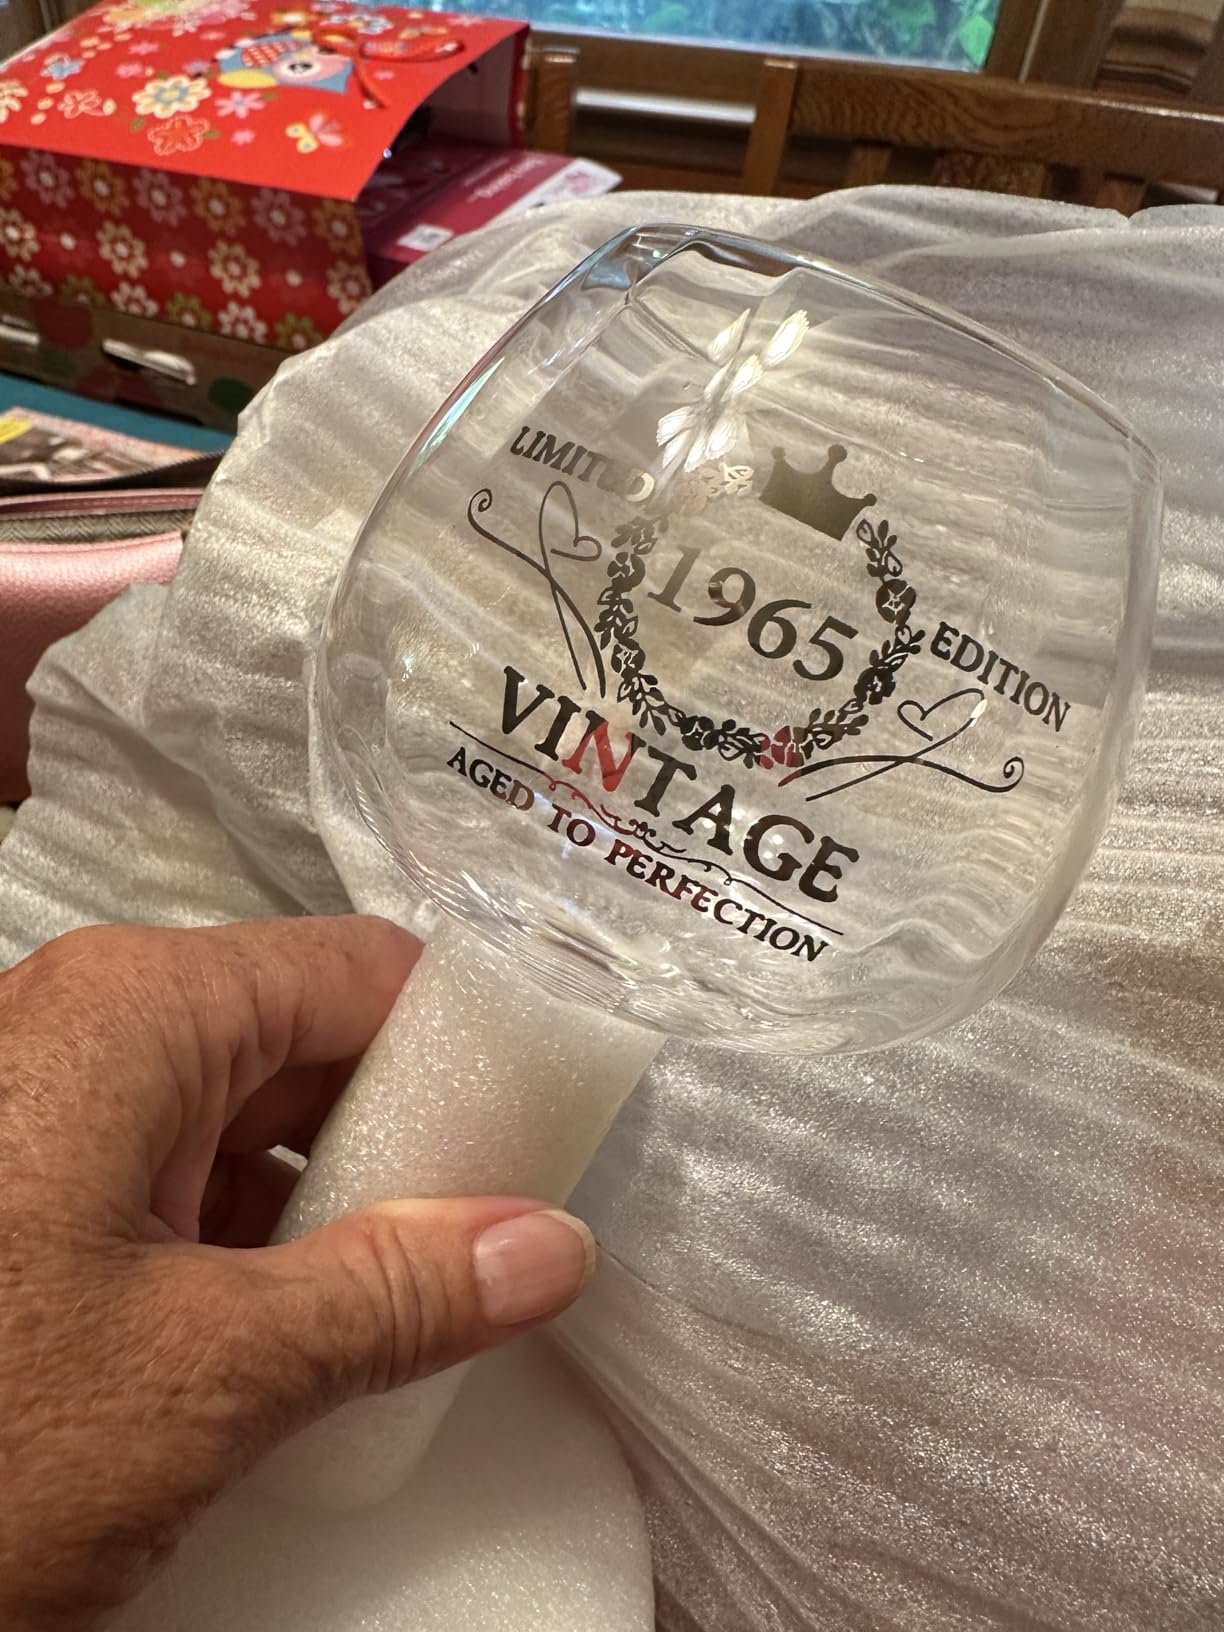 LIMITED
1965
EDITION
VINTAGE
AGED TO PERFECTION